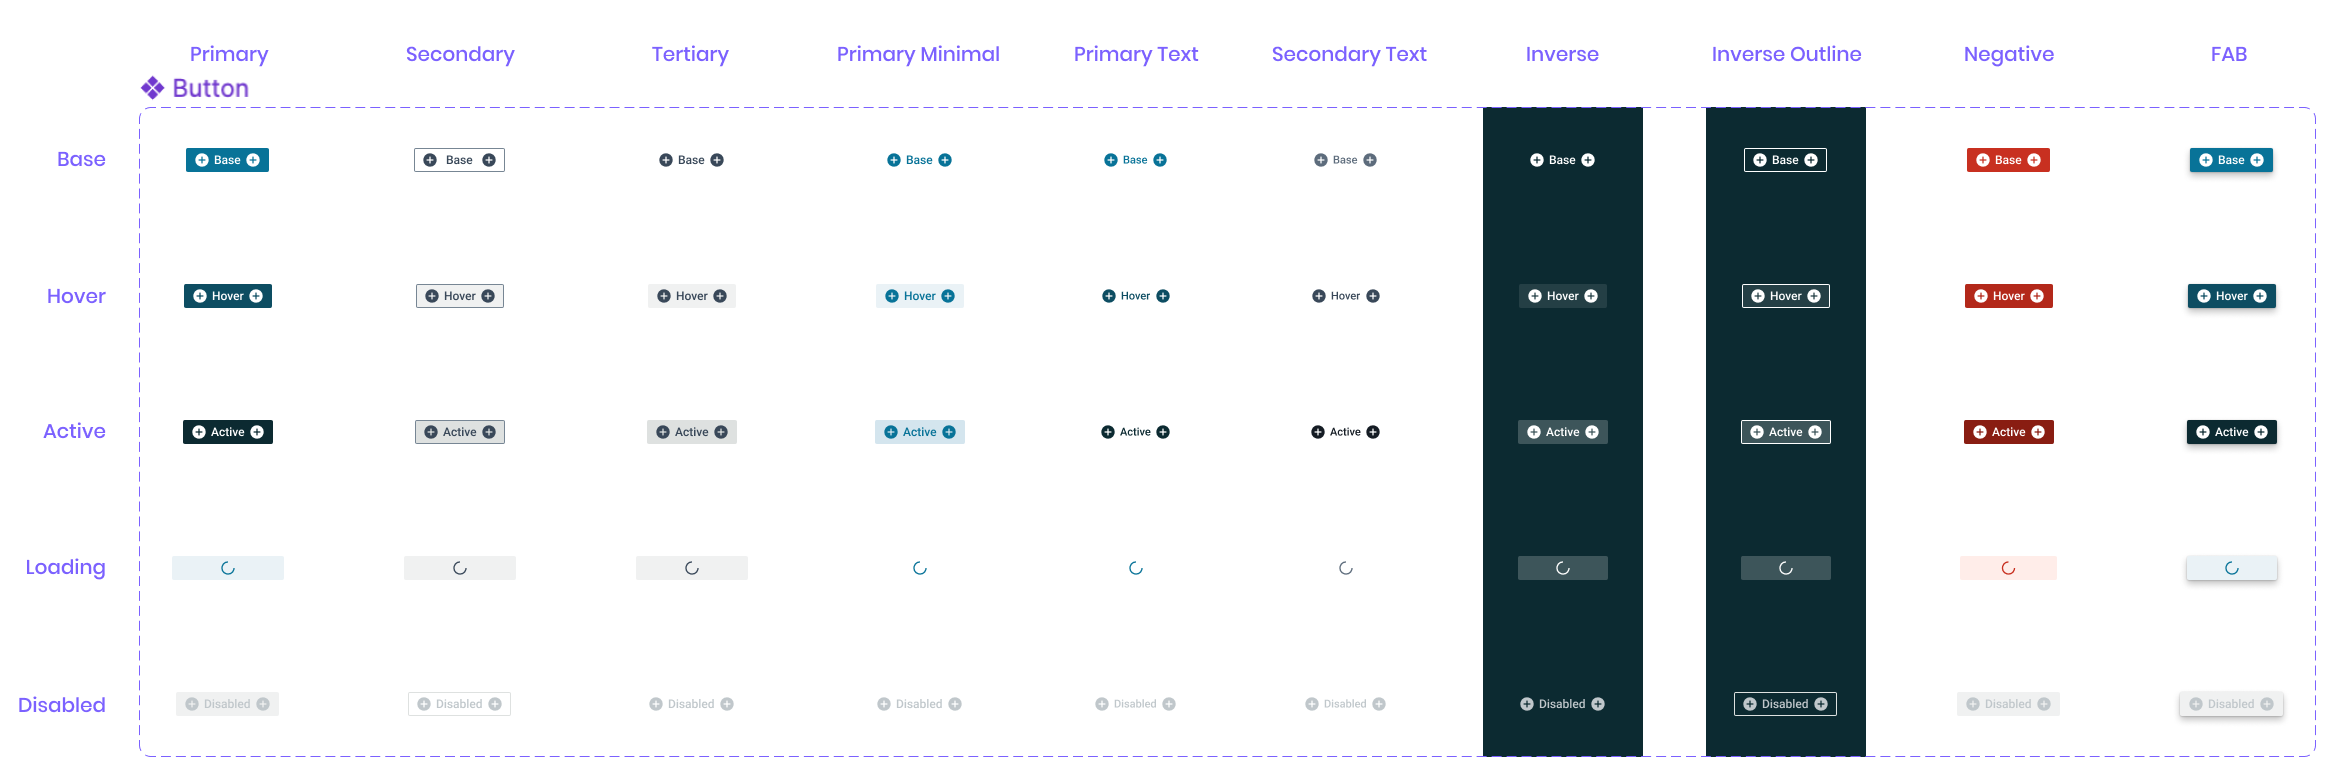 Primary Secondary Tertiary Primary Minimal Primary Text Secondary Text Inverse Inverse Outline Negative FAB
Button
Base Base Base Base Base Base Base Base Base Base Base
Hover Hover Hover Hover Hover Hover Hover Hover Hover Hover Hover
Active Active Active Active Active Active Active Active Active Active Active
Loading
Disabled Disabled Disabled Disabled Disabled Disabled Disabled Disabled Disabled Disabled Disabled